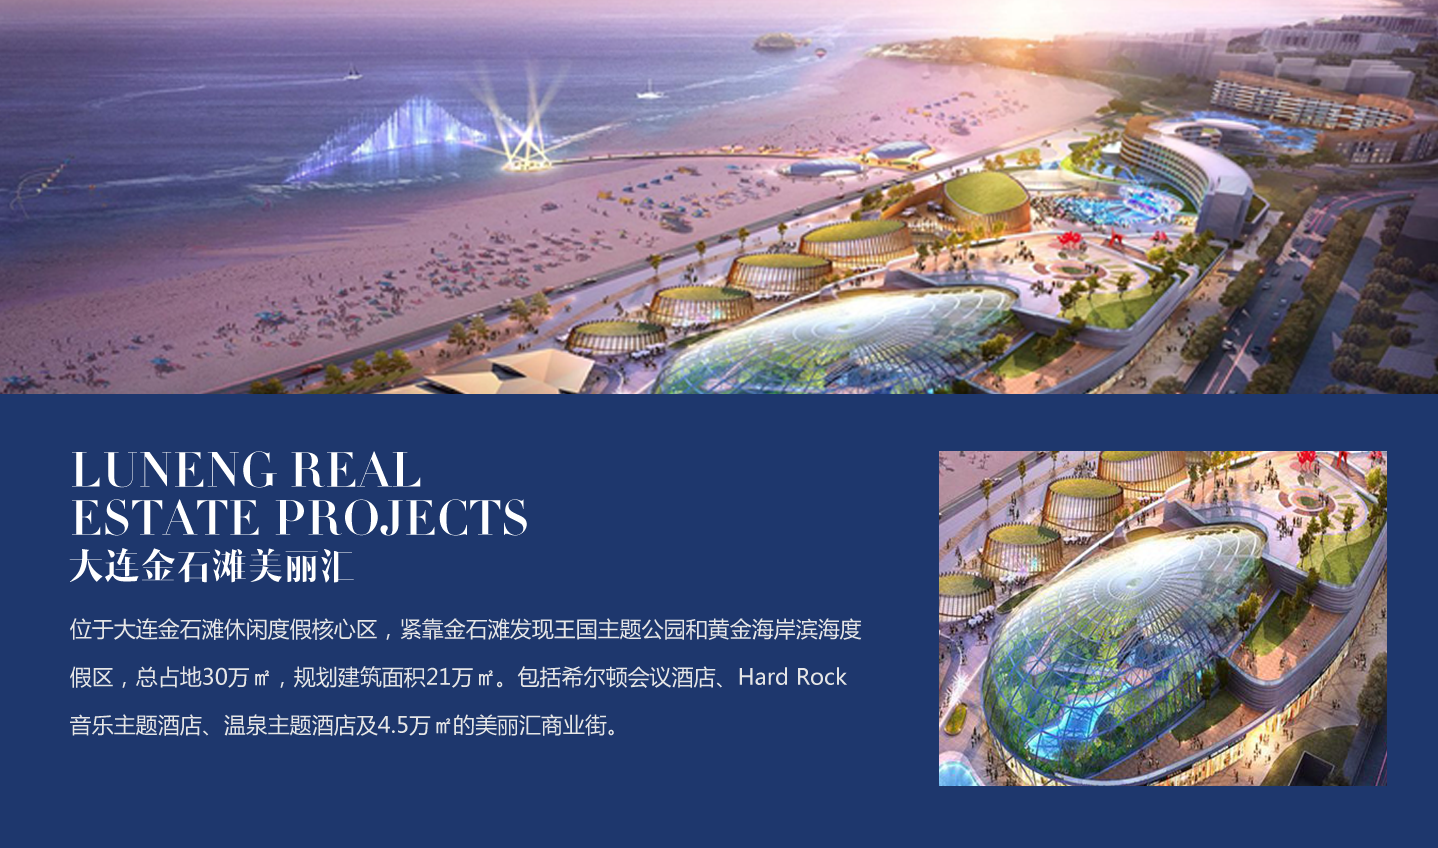 LUNENG REAL
ESTATE PROJECTS
大连金石滩美丽汇
位于大连金石滩休闲度假核心区，紧靠金石滩发现王国主题公园和黄金海岸滨海度
假区，总占地30万㎡，规划建筑面积21万㎡。包括希尔顿会议酒店、Hard Rock
音乐主题酒店、温泉主题酒店及4.5万㎡的美丽汇商业街。